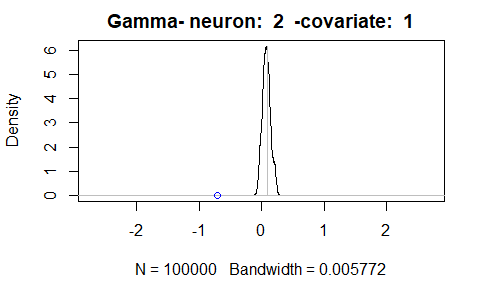 Gamma- neuron:  2  -covariate:  1
Density
6
5
4
3
2
1
0
-2 -1 0 1 2
N = 100000   Bandwidth = 0.005772